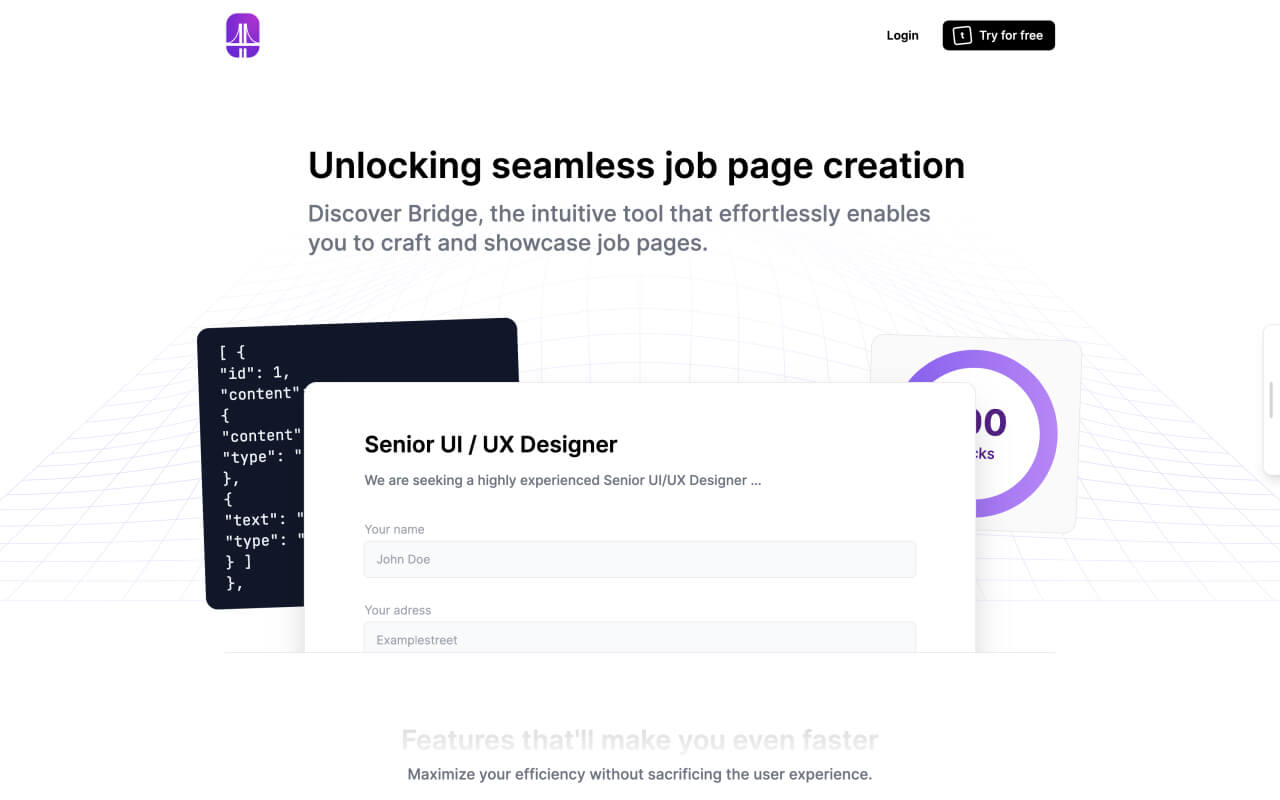 Login
t Try for free
Unlocking seamless job page creation
Discover Bridge, the intuitive tool that effortlessly enables
you to craft and showcase job pages.
[ {
"id": 1,
"content"
{
"content"
"type": "
},
{
"text": "
"type": "
} ]
},
Senior UI / UX Designer
We are seeking a highly experienced Senior UI/UX Designer ...
Your name
John Doe
Your adress
Examplestreet
Features that'll make you even faster
Maximize your efficiency without sacrificing the user experience.